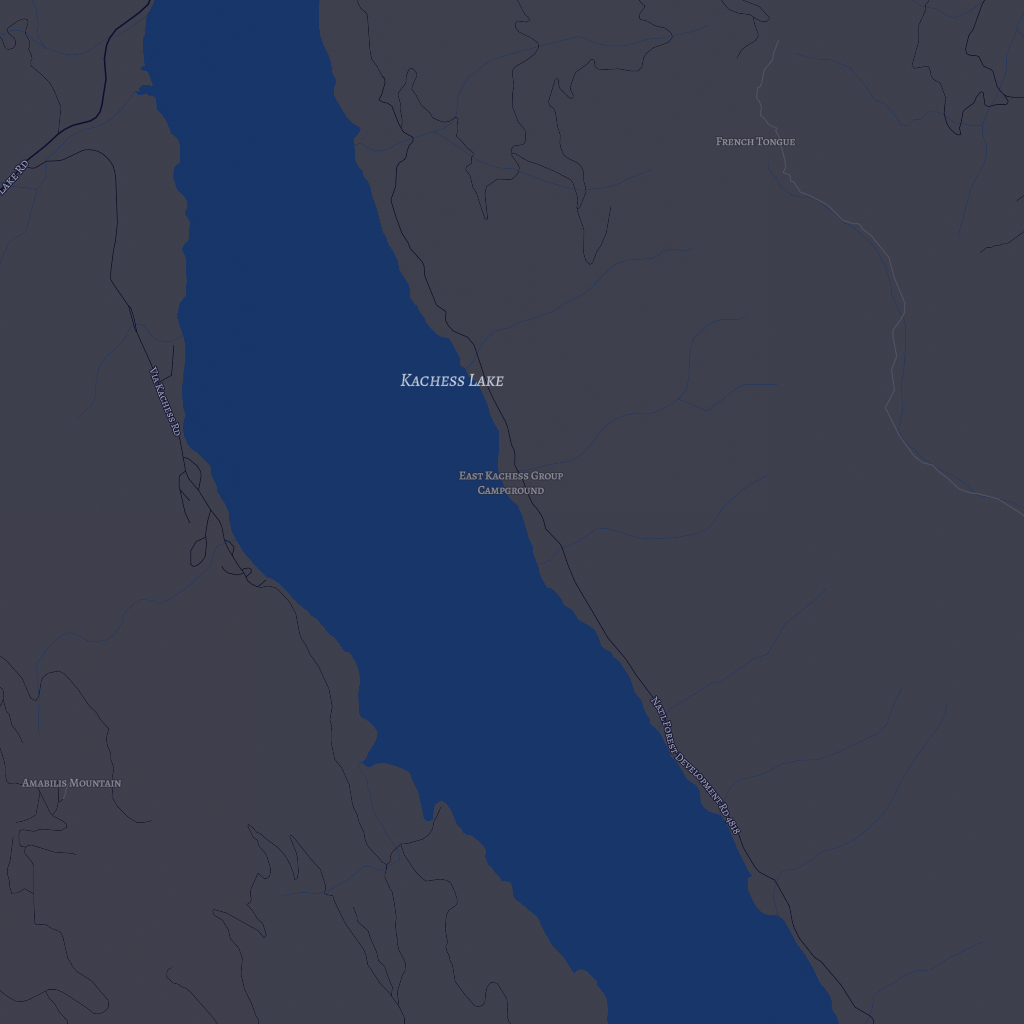 French Tongue
Lake Rd
Kachess Lake
Via Kachess Rd
East Kachess Group
Campground
Nat'l Forest Development Rd 4818
Amabilis Mountain